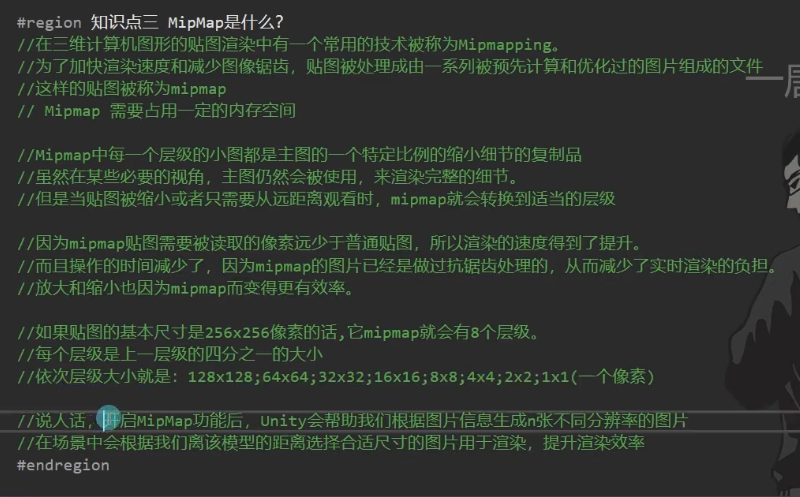 #region 知识点三 MipMap是什么?
//在三维计算机图形的贴图渲染中有一个常用的技术被称为Mipmapping。
//为了加快渲染速度和减少图像锯齿，贴图被处理成由一系列被预先计算和优化过的图片组成的文件
//这样的贴图被称为mipmap
// Mipmap 需要占用一定的内存空间
//Mipmap中每一个层级的小图都是主图的一个特定比例的缩小细节的复制品
//虽然在某些必要的视角，主图仍然会被使用，来渲染完整的细节。
//但是当贴图被缩小或者只需要从远距离观看时，mipmap就会转换到适当的层级
//因为mipmap贴图需要被读取的像素远少于普通贴图，所以渲染的速度得到了提升。
//而且操作的时间减少了，因为mipmap的图片已经是做过抗锯齿处理的，从而减少了实时渲染的负担。
//放大和缩小也因为mipmap而变得更有效率。
//如果贴图的基本尺寸是256x256像素的话,它mipmap就会有8个层级。
//每个层级是上一层级的四分之一的大小
//依次层级大小就是：128x128;64x64;32x32;16x16;8x8;4x4;2x2;1x1(一个像素)
//说人话，开启MipMap功能后，Unity会帮助我们根据图片信息生成n张不同分辨率的图片
//在场景中会根据我们离该模型的距离选择合适尺寸的图片用于渲染，提升渲染效率
#endregion